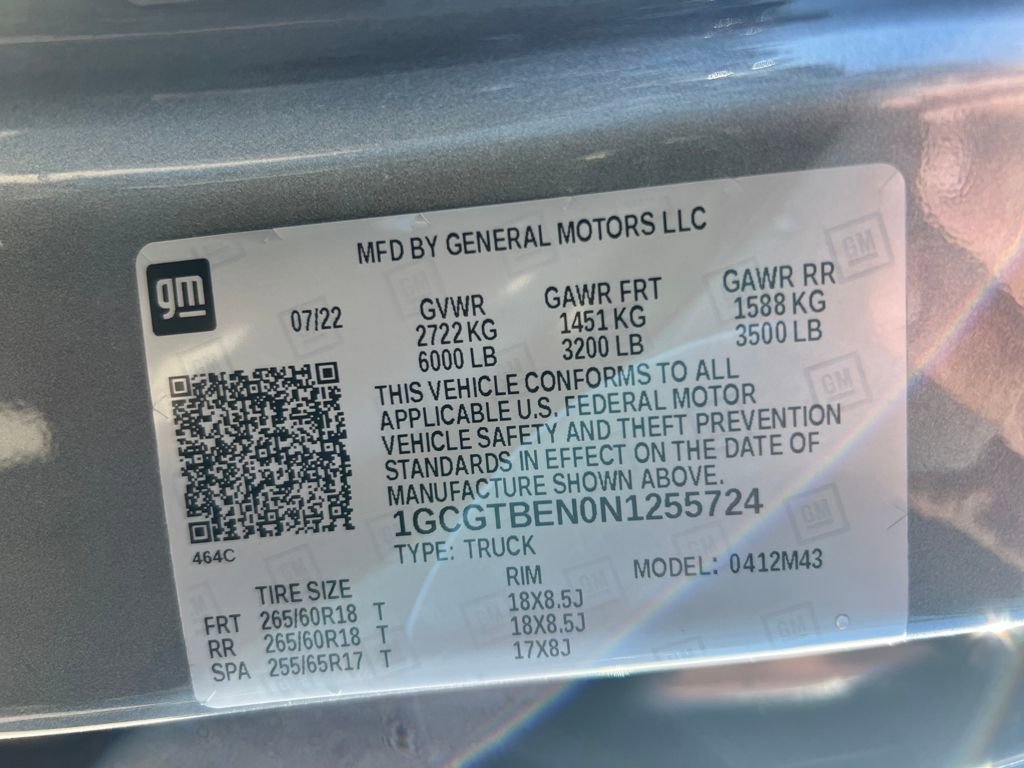 MFD BY GENERAL MOTORS LLC
gm
07/22
GVWR GAWR FRT GAWR RR
2722 KG 1451 KG 1588 KG
6000 LB 3200 LB 3500 LB
THIS VEHICLE CONFORMS TO ALL
APPLICABLE U.S. FEDERAL MOTOR
VEHICLE SAFETY AND THEFT PREVENTION
STANDARDS IN EFFECT ON THE DATE OF
MANUFACTURE SHOWN ABOVE.
1GCGTBEN0N1255724
464C
TYPE: TRUCK MODEL: 0412M43
TIRE SIZE RIM
FRT 265/60R18 T 18X8.5J
RR 265/60R18 T 18X8.5J
SPA 255/65R17 T 17X8J